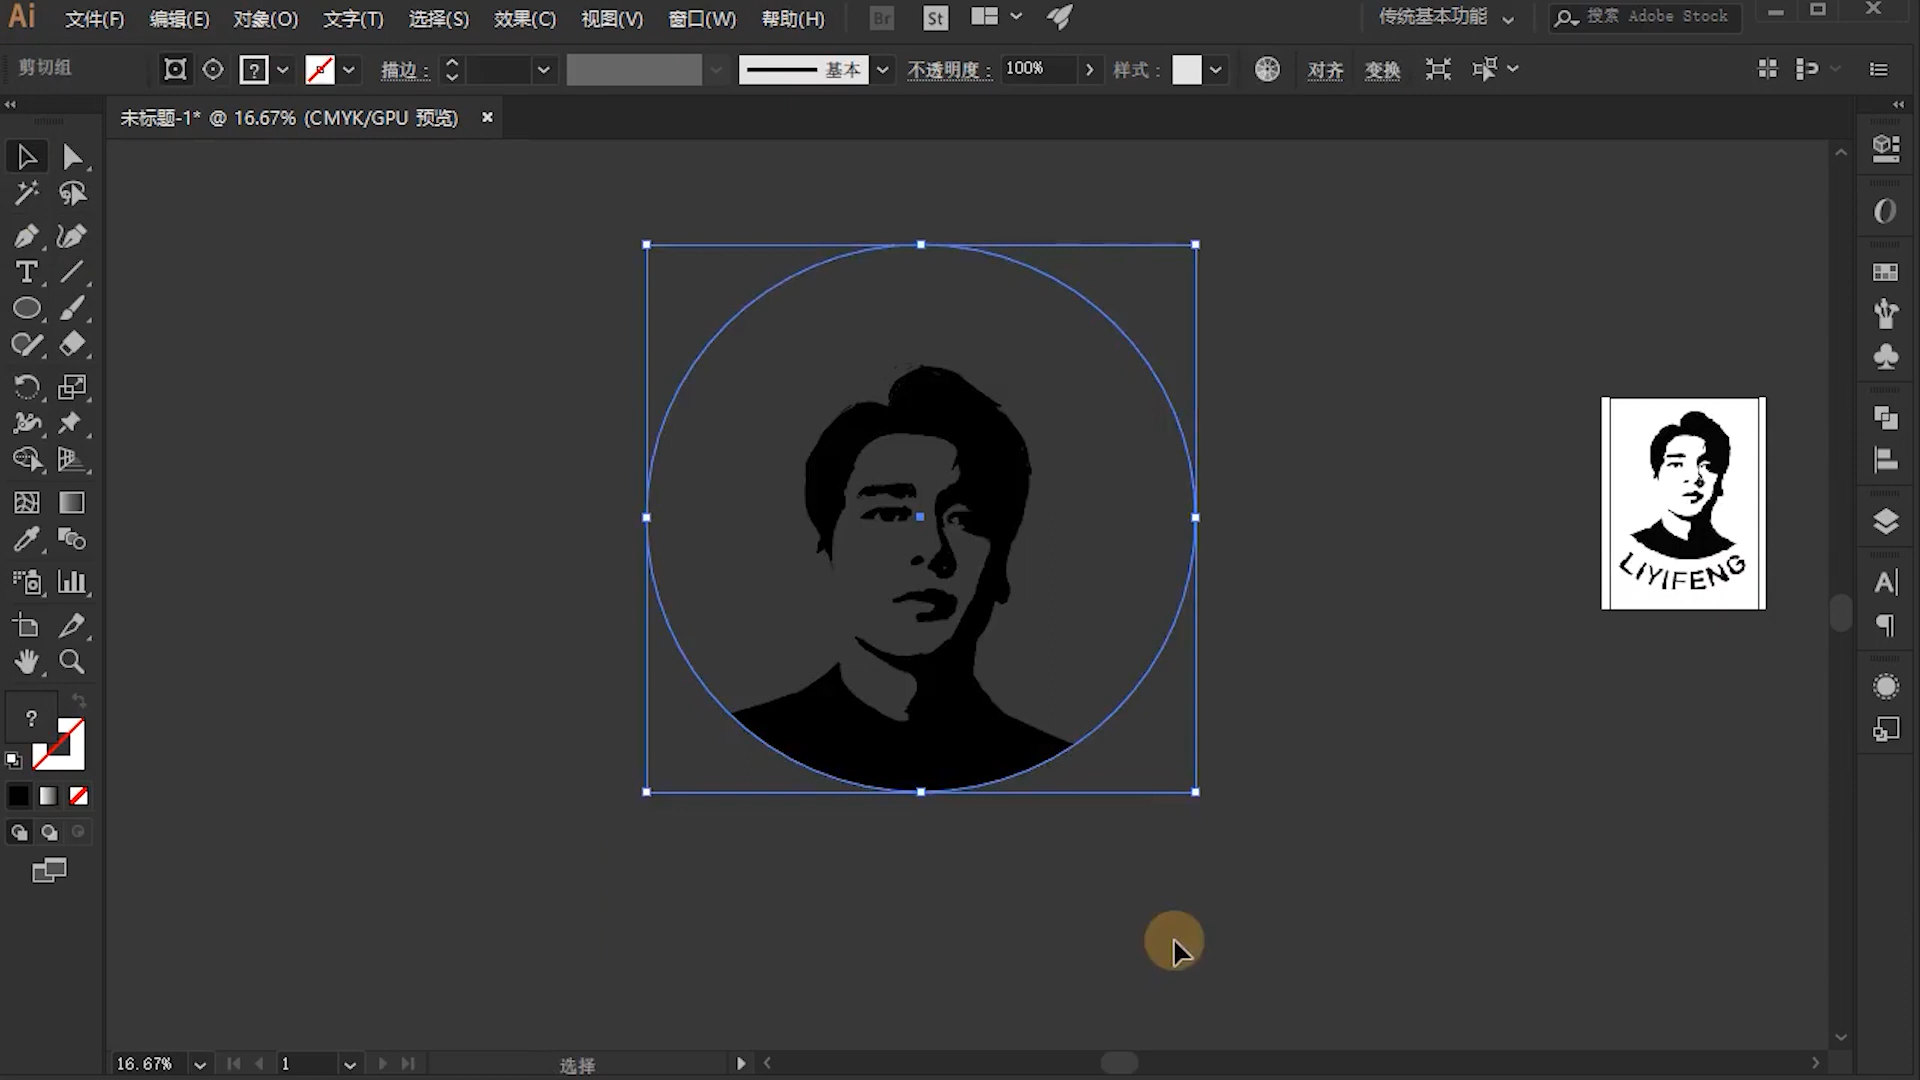 Ai 文件(F) 编辑(E) 对象(O) 文字(T) 选择(S) 效果(C) 视图(V) 窗口(W) 帮助(H) Br St 传统基本功能 搜索 Adobe Stock
剪切组 ? 描边： 基本 不透明度： 100% 样式： 对齐 变换
未标题-1* @ 16.67% (CMYK/GPU 预览) ×
LIYIFENG
?
16.67% 1 选择